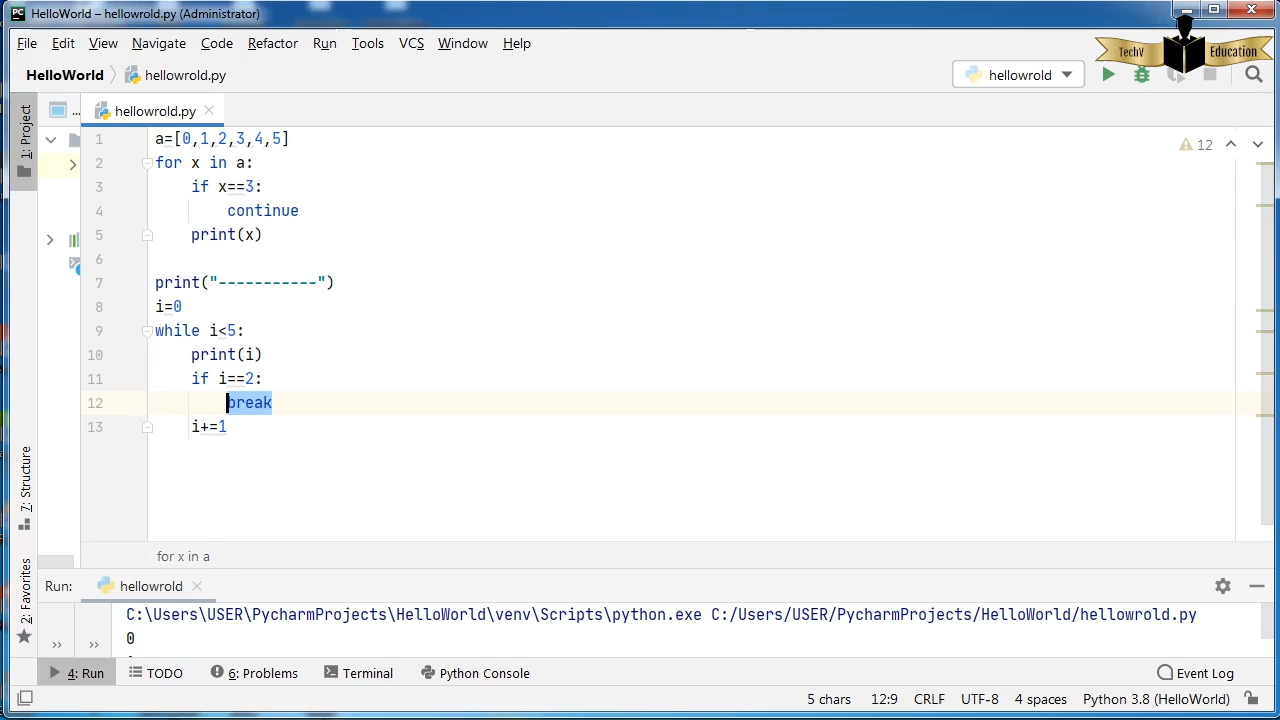 PC HelloWorld – hellowrold.py (Administrator)
File Edit View Navigate Code Refactor Run Tools VCS Window Help
TechV Education
HelloWorld hellowrold.py hellowrold
1: Project
... hellowrold.py
12
1 a=[0,1,2,3,4,5]
2 for x in a:
3 if x==3:
4 continue
5 print(x)
6
7 print("-----------")
8 i=0
9 while i<5:
10 print(i)
11 if i==2:
12 break
13 i+=1
7: Structure
for x in a
2: Favorites
Run: hellowrold
C:\Users\USER\PycharmProjects\HelloWorld\venv\Scripts\python.exe C:/Users/USER/PycharmProjects/HelloWorld/hellowrold.py
0
» »
4: Run TODO 6: Problems Terminal Python Console Event Log
5 chars 12:9 CRLF UTF-8 4 spaces Python 3.8 (HelloWorld)